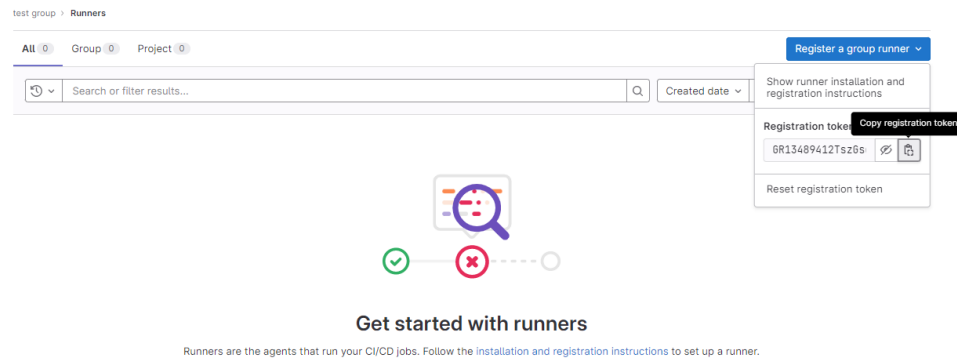 test group > Runners
All 0 Group 0 Project 0
Register a group runner
Search or filter results...
Created date
Show runner installation and
registration instructions
Registration token
Copy registration token
GR13489412TszGs
Reset registration token
Get started with runners
Runners are the agents that run your CI/CD jobs. Follow the installation and registration instructions to set up a runner.